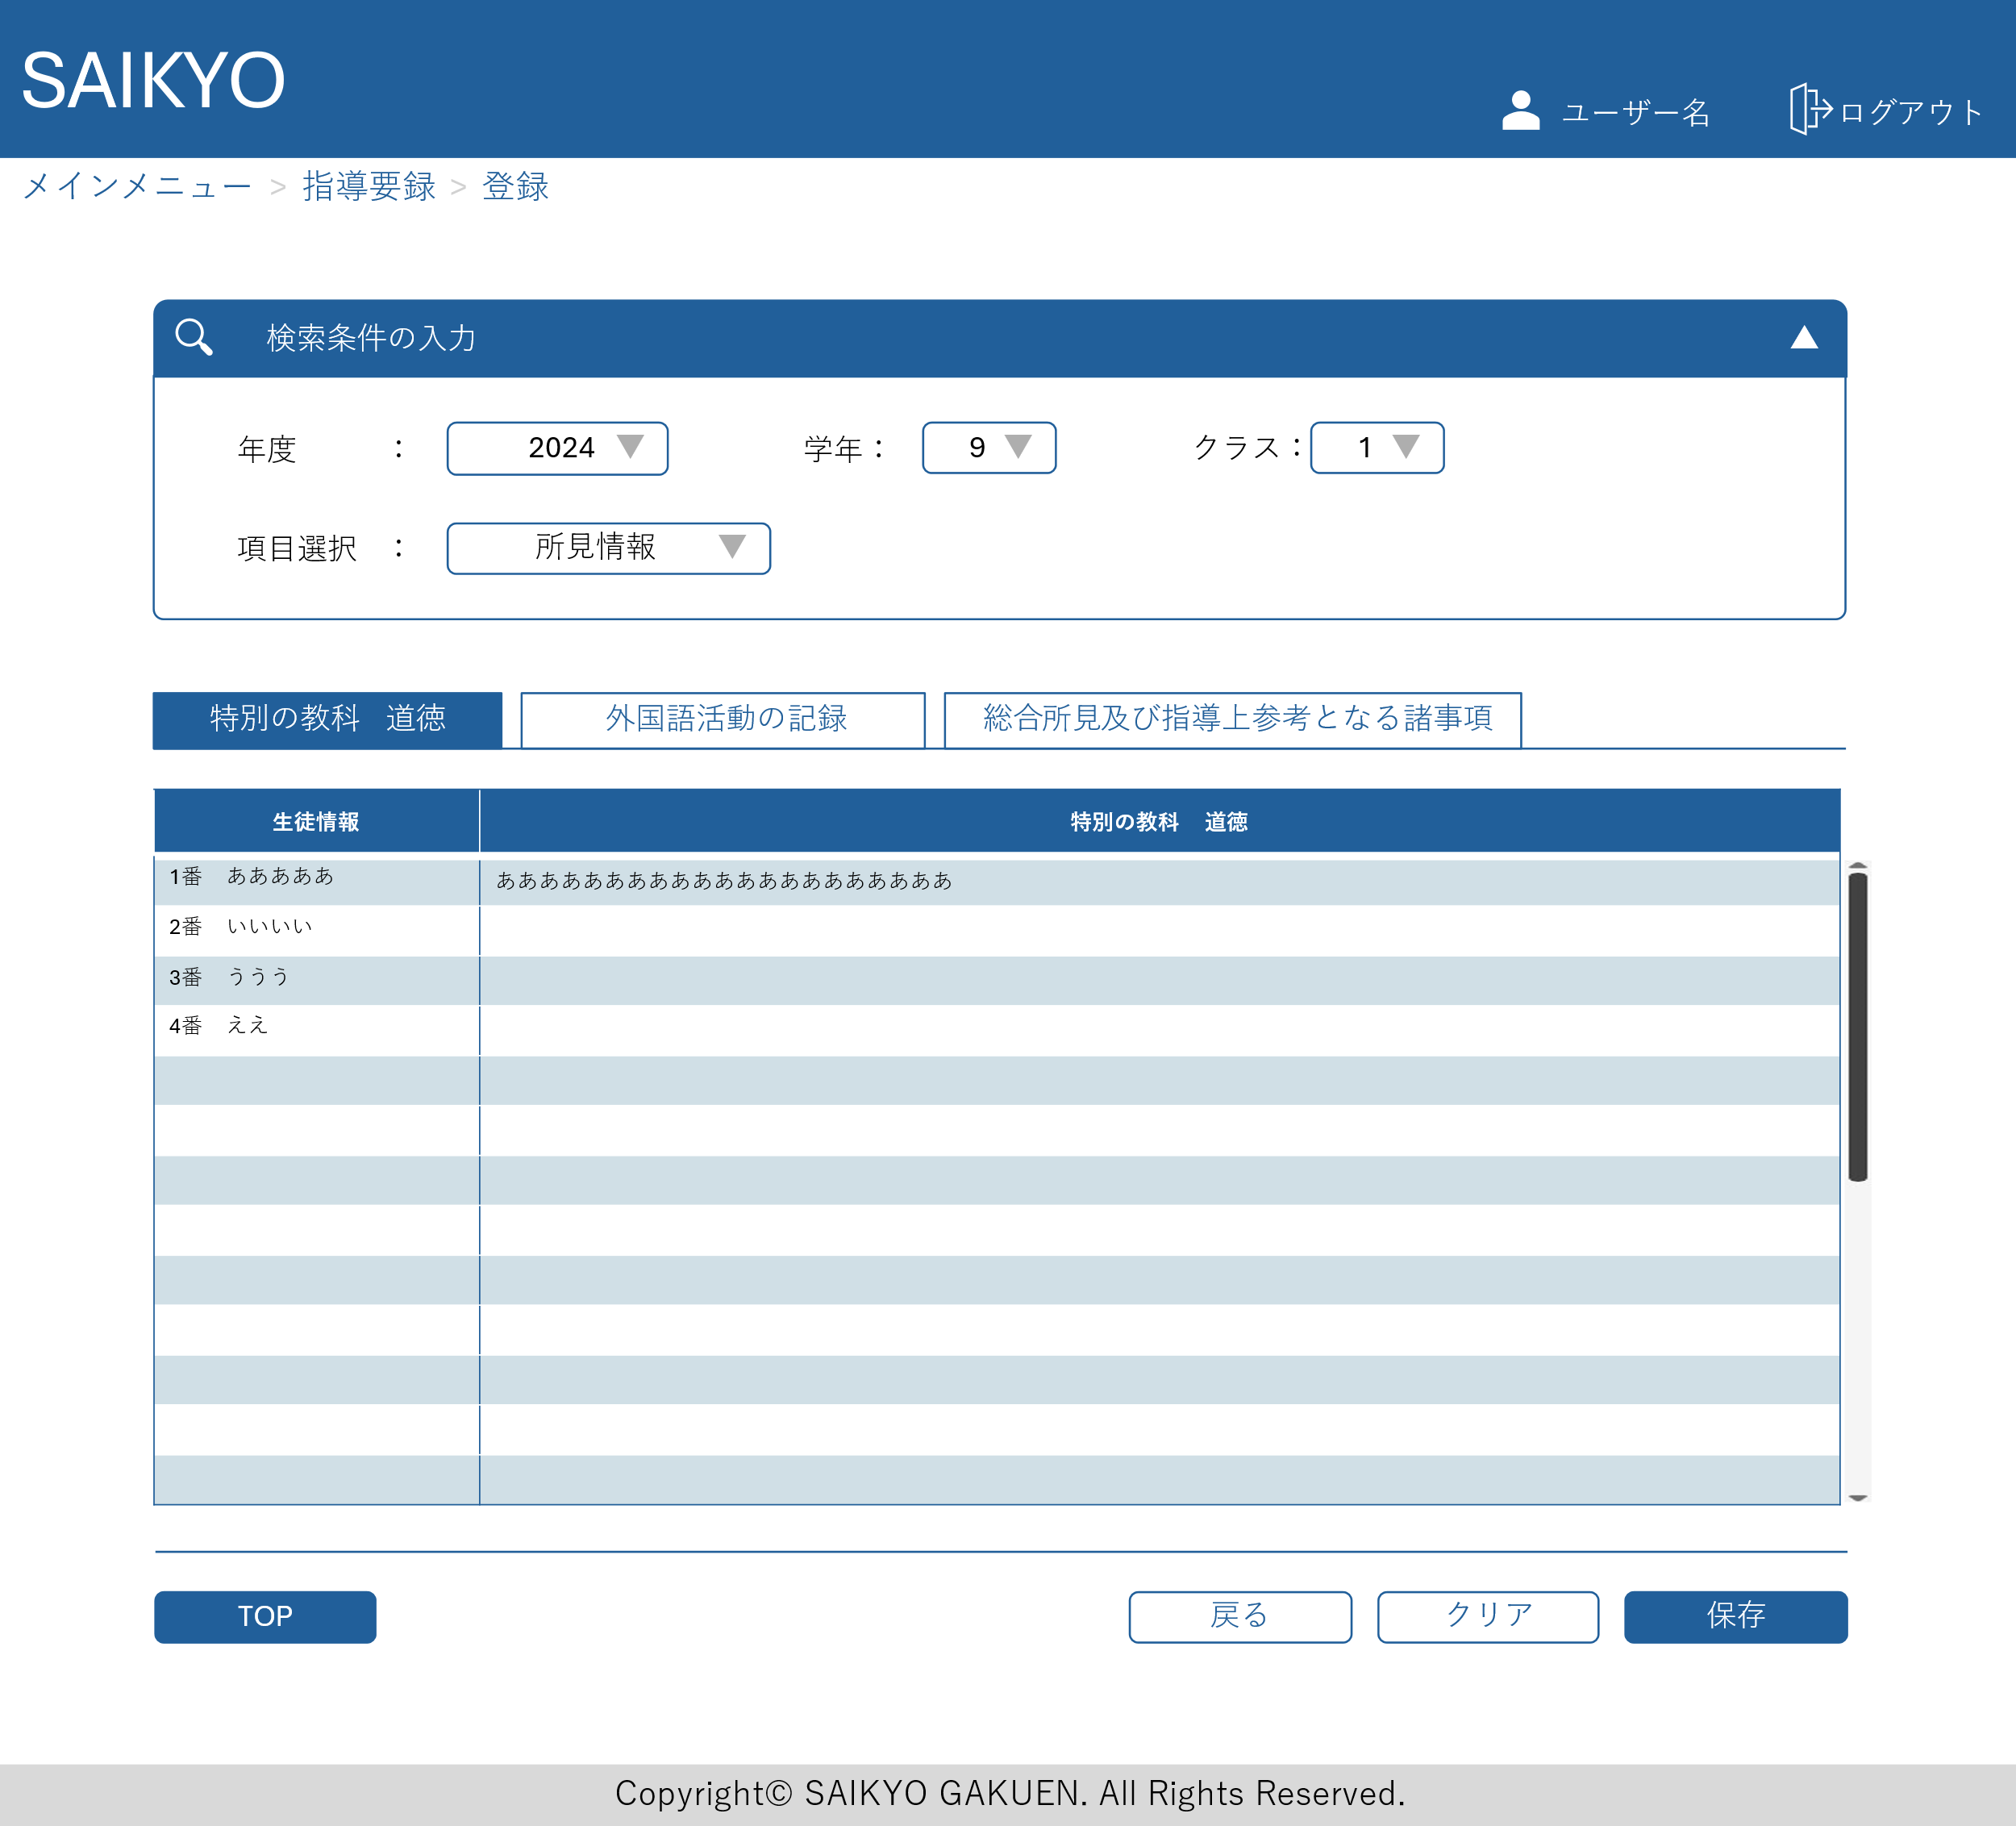 SAIKYO
ユーザー名 ログアウト
メインメニュー > 指導要録 > 登録
検索条件の入力 ▲
年度 ： 2024 ▼ 学年： 9 ▼ クラス： 1 ▼
項目選択 ： 所見情報 ▼
特別の教科　道徳 外国語活動の記録 総合所見及び指導上参考となる諸事項
生徒情報 特別の教科　道徳
1番　あああああ あああああああああああああああああああああ
2番　いいいい
3番　ううう
4番　ええ
TOP 戻る クリア 保存
Copyright© SAIKYO GAKUEN. All Rights Reserved.